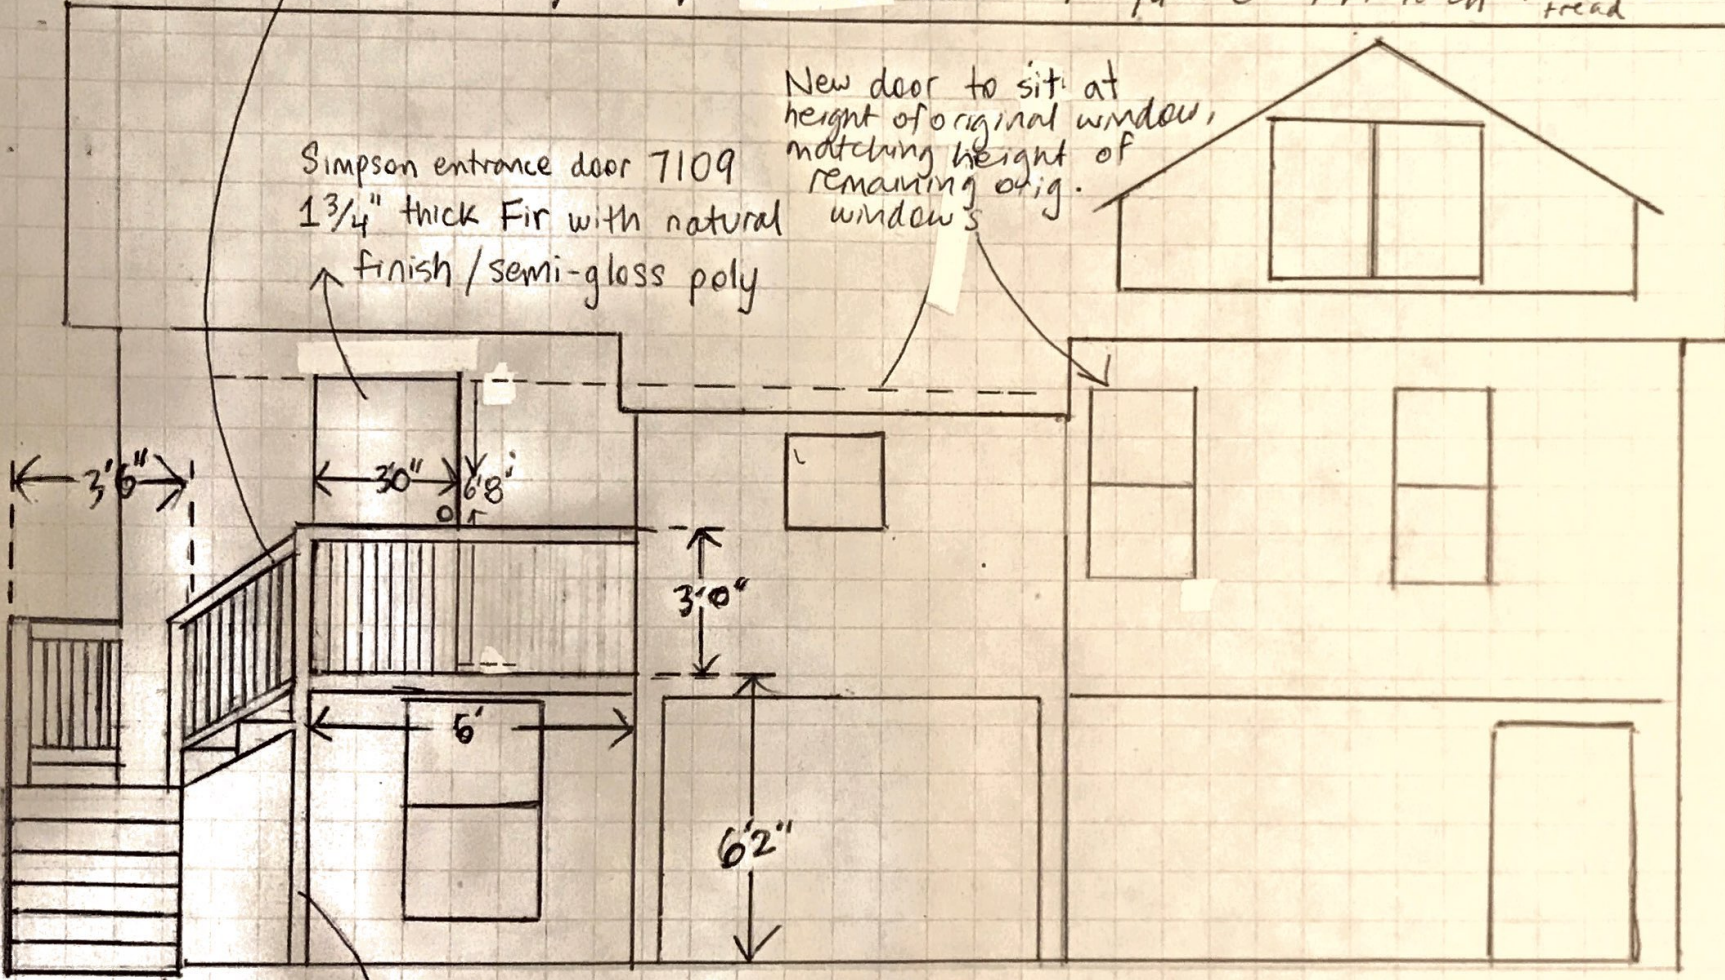 tread
New door to sit at
height of original window,
matching height of
remaining orig.
windows
Simpson entrance door 7109
1 3/4" thick Fir with natural
finish / semi-gloss poly
3'6"
30"
6'8"
3'0"
6'2"